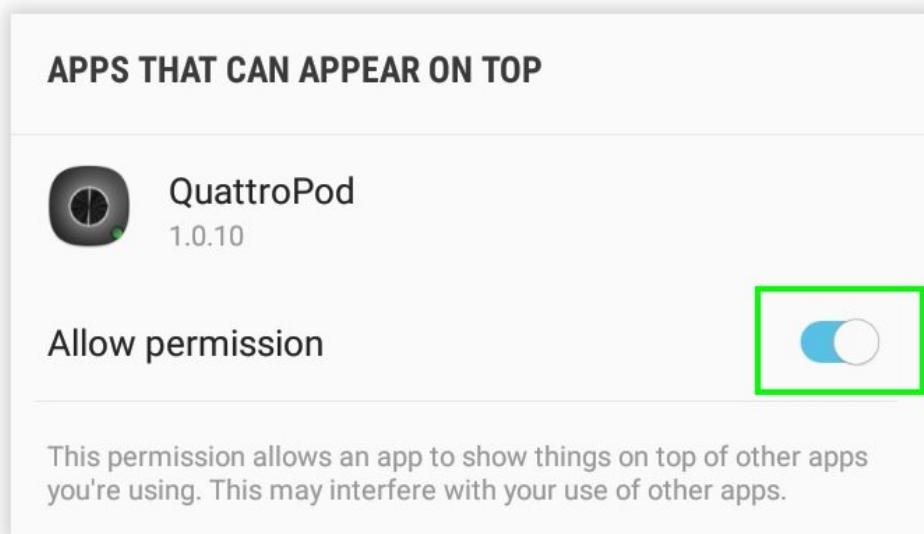 APPS THAT CAN APPEAR ON TOP
QuattroPod
1.0.10
Allow permission
This permission allows an app to show things on top of other apps
you're using. This may interfere with your use of other apps.